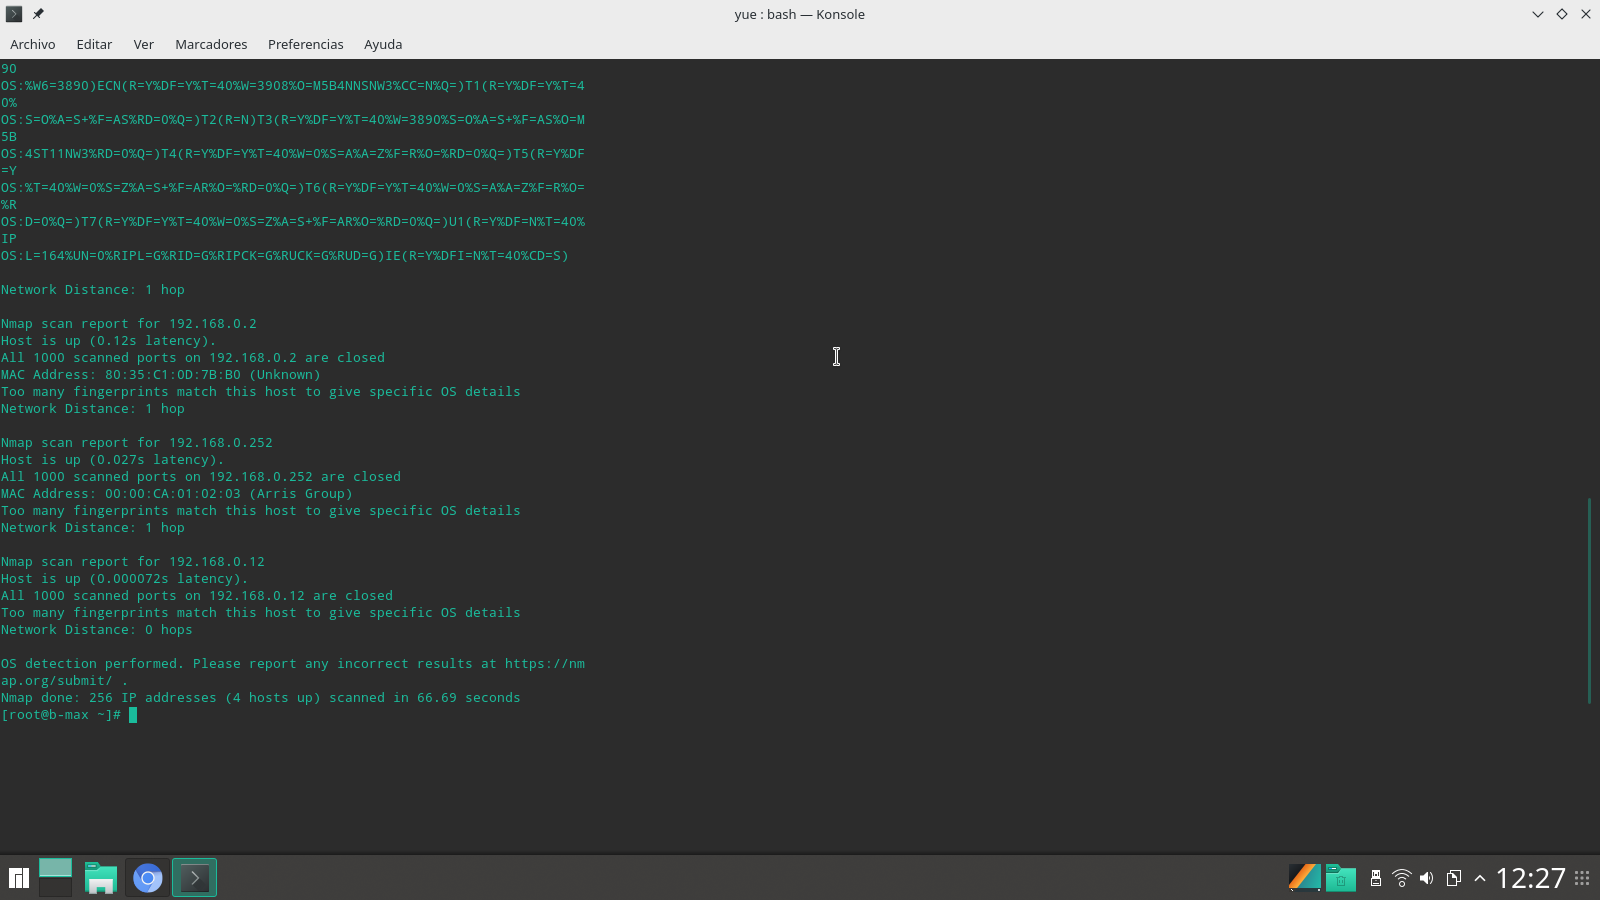 yue : bash — Konsole
Archivo Editar Ver Marcadores Preferencias Ayuda
90
OS:%W6=3890)ECN(R=Y%DF=Y%T=40%W=3908%O=M5B4NNSNW3%CC=N%Q=)T1(R=Y%DF=Y%T=4
0%
OS:S=O%A=S+%F=AS%RD=0%Q=)T2(R=N)T3(R=Y%DF=Y%T=40%W=3890%S=O%A=S+%F=AS%O=M
5B
OS:4ST11NW3%RD=0%Q=)T4(R=Y%DF=Y%T=40%W=0%S=A%A=Z%F=R%O=%RD=0%Q=)T5(R=Y%DF
=Y
OS:%T=40%W=0%S=Z%A=S+%F=AR%O=%RD=0%Q=)T6(R=Y%DF=Y%T=40%W=0%S=A%A=Z%F=R%O=
%R
OS:D=0%Q=)T7(R=Y%DF=Y%T=40%W=0%S=Z%A=S+%F=AR%O=%RD=0%Q=)U1(R=Y%DF=N%T=40%
IP
OS:L=164%UN=0%RIPL=G%RID=G%RIPCK=G%RUCK=G%RUD=G)IE(R=Y%DFI=N%T=40%CD=S)
Network Distance: 1 hop
Nmap scan report for 192.168.0.2
Host is up (0.12s latency).
All 1000 scanned ports on 192.168.0.2 are closed
MAC Address: 80:35:C1:0D:7B:B0 (Unknown)
Too many fingerprints match this host to give specific OS details
Network Distance: 1 hop
Nmap scan report for 192.168.0.252
Host is up (0.027s latency).
All 1000 scanned ports on 192.168.0.252 are closed
MAC Address: 00:00:CA:01:02:03 (Arris Group)
Too many fingerprints match this host to give specific OS details
Network Distance: 1 hop
Nmap scan report for 192.168.0.12
Host is up (0.000072s latency).
All 1000 scanned ports on 192.168.0.12 are closed
Too many fingerprints match this host to give specific OS details
Network Distance: 0 hops
OS detection performed. Please report any incorrect results at https://nm
ap.org/submit/ .
Nmap done: 256 IP addresses (4 hosts up) scanned in 66.69 seconds
[root@b-max ~]#
12:27